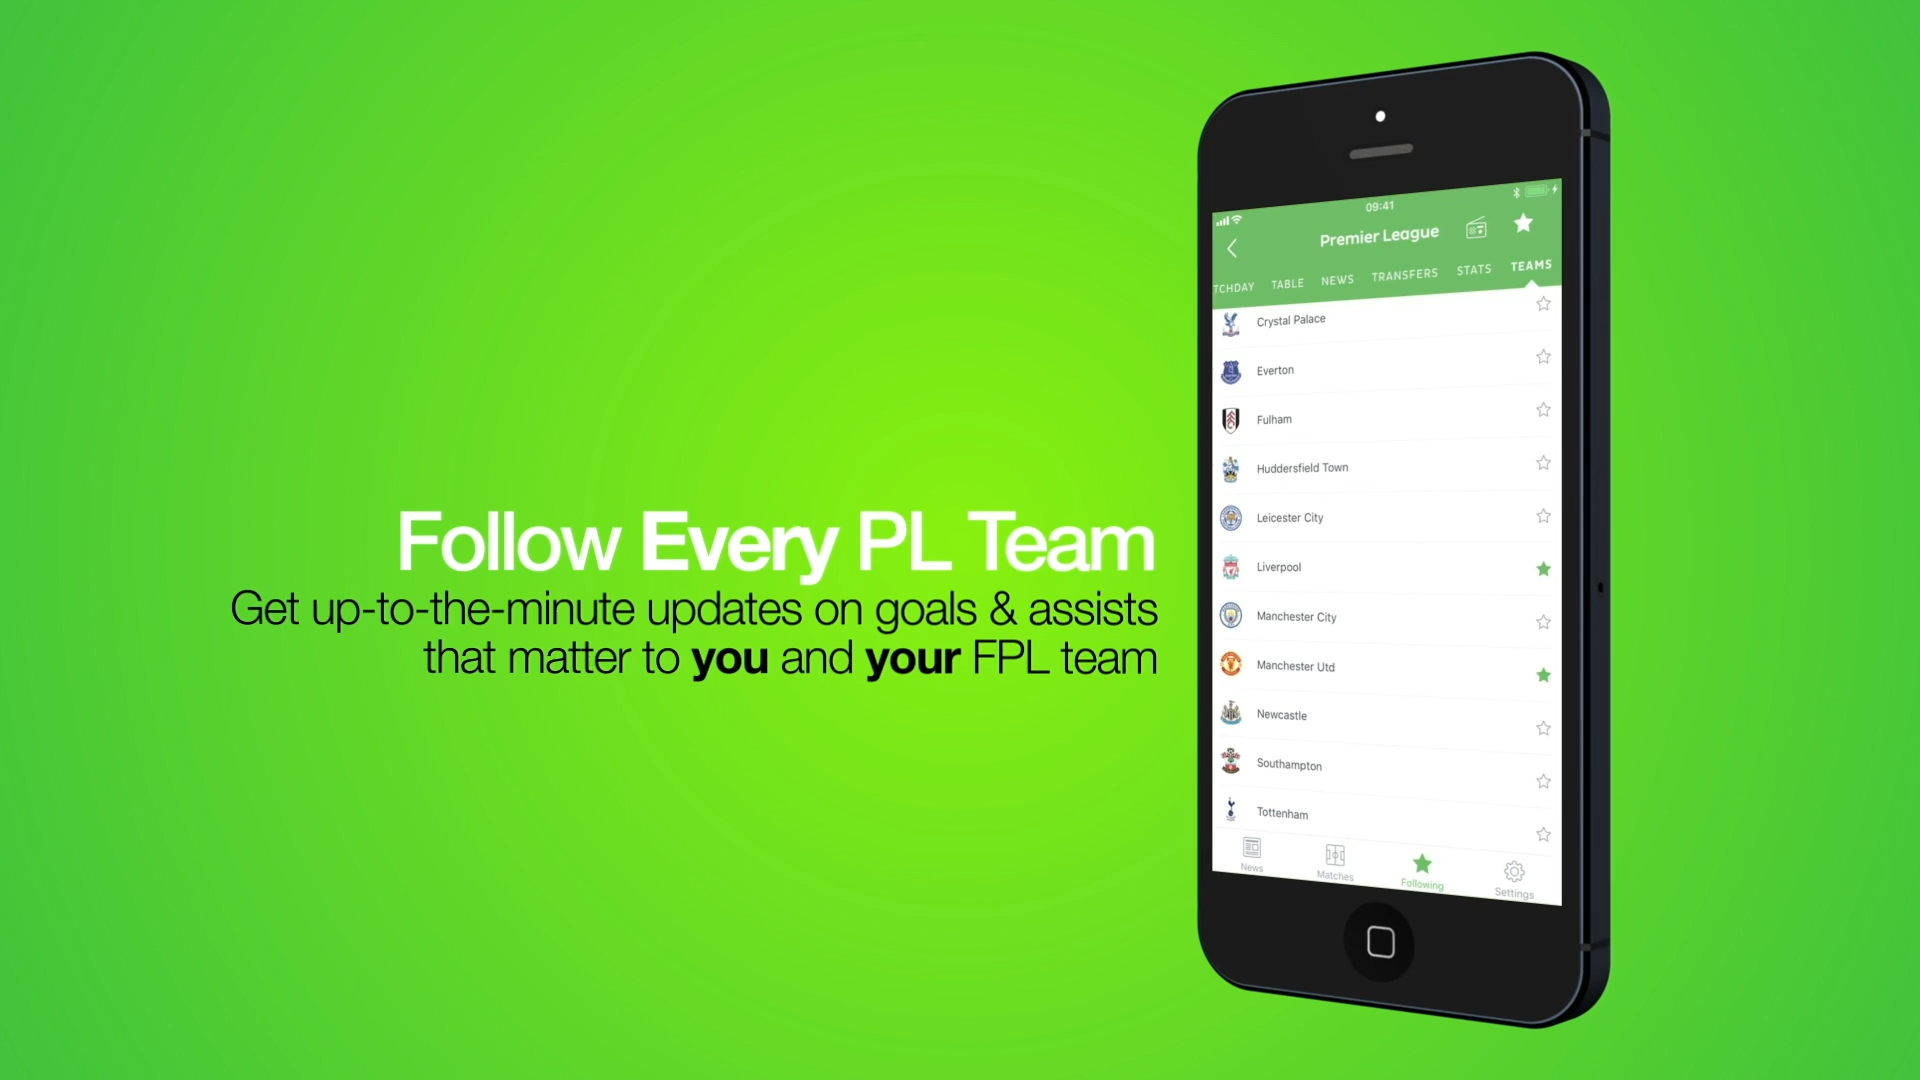 Follow Every PL Team
Get up-to-the-minute updates on goals & assists
that matter to you and your FPL team
09:41
Premier League
TCHDAY TABLE NEWS TRANSFERS STATS TEAMS
Crystal Palace
Everton
Fulham
Huddersfield Town
Leicester City
Liverpool
Manchester City
Manchester Utd
Newcastle
Southampton
Tottenham
News Matches Following Settings